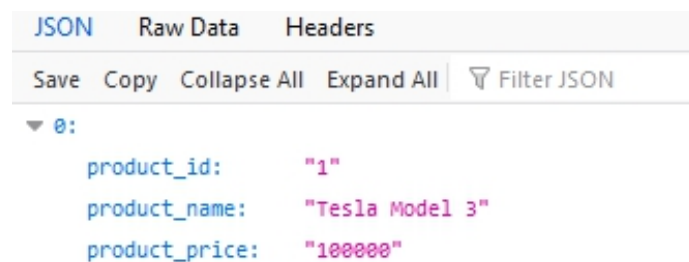 JSON Raw Data Headers
Save Copy Collapse All Expand All Filter JSON
0:
product_id: "1"
product_name: "Tesla Model 3"
product_price: "100000"